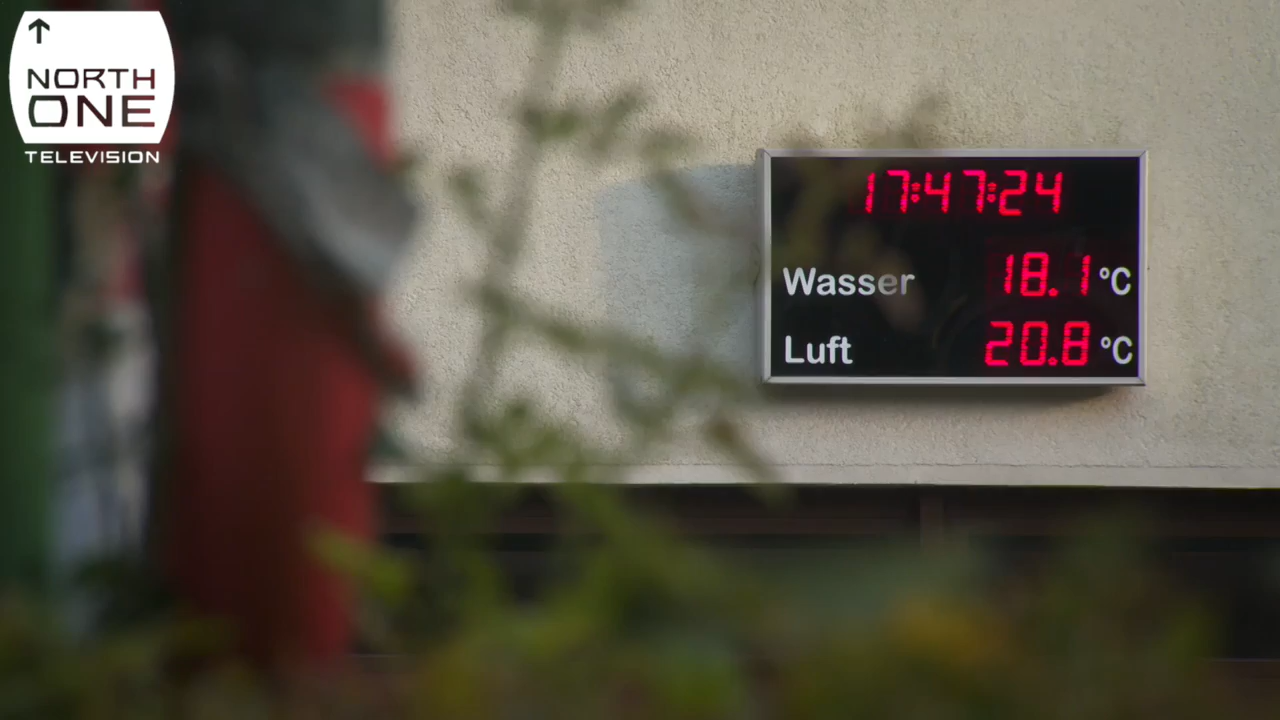 NORTH
ONE
TELEVISION
17:47:24
Wasser 18.1 °C
Luft 20.8 °C